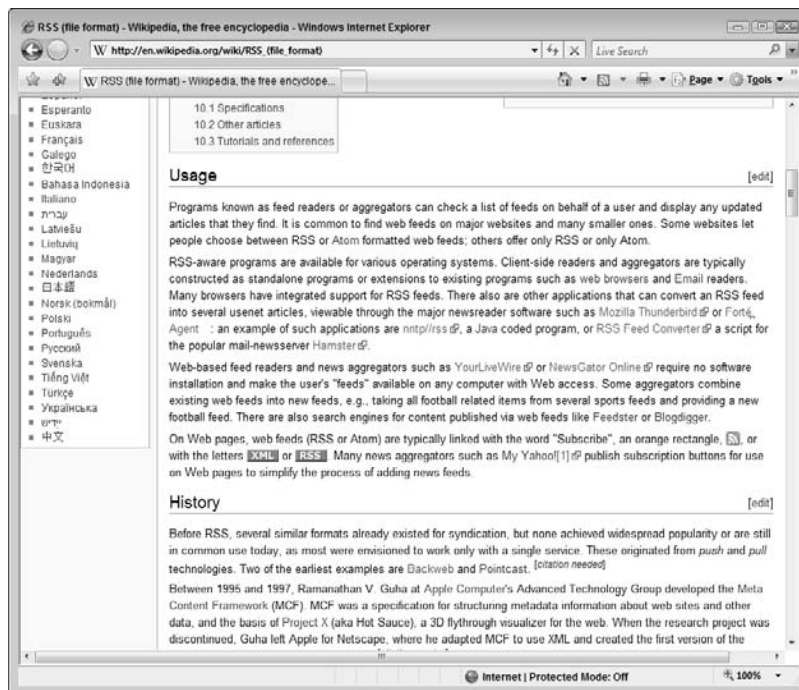 RSS (file format) - Wikipedia, the free encyclopedia - Windows Internet Explorer
W http://en.wikipedia.org/wiki/RSS_(file_format)
Live Search
W RSS (file format) - Wikipedia, the free encyclope...
Page
Tools
Esperanto
Euskara
Français
Galego
한국어
Bahasa Indonesia
Italiano
עברית
Latviešu
Lietuvių
Magyar
Nederlands
日本語
Norsk (bokmål)
Polski
Português
Русский
Svenska
Tiếng Việt
Türkçe
Українська
ייִדיש
中文
10.1 Specifications
10.2 Other articles
10.3 Tutorials and references
Usage [edit]
Programs known as feed readers or aggregators can check a list of feeds on behalf of a user and display any updated
articles that they find. It is common to find web feeds on major websites and many smaller ones. Some websites let
people choose between RSS or Atom formatted web feeds; others offer only RSS or only Atom.
RSS-aware programs are available for various operating systems. Client-side readers and aggregators are typically
constructed as standalone programs or extensions to existing programs such as web browsers and Email readers.
Many browsers have integrated support for RSS feeds. There also are other applications that can convert an RSS feed
into several usenet articles, viewable through the major newsreader software such as Mozilla Thunderbird or Forté
Agent : an example of such applications are nntp//rss, a Java coded program, or RSS Feed Converter a script for
the popular mail-newsserver Hamster.
Web-based feed readers and news aggregators such as YourLiveWire or NewsGator Online require no software
installation and make the user's "feeds" available on any computer with Web access. Some aggregators combine
existing web feeds into new feeds, e.g., taking all football related items from several sports feeds and providing a new
football feed. There are also search engines for content published via web feeds like Feedster or Blogdigger.
On Web pages, web feeds (RSS or Atom) are typically linked with the word "Subscribe", an orange rectangle, , or
with the letters XML or RSS. Many news aggregators such as My Yahoo![1] publish subscription buttons for use
on Web pages to simplify the process of adding news feeds.
History [edit]
Before RSS, several similar formats already existed for syndication, but none achieved widespread popularity or are still
in common use today, as most were envisioned to work only with a single service. These originated from push and pull
technologies. Two of the earliest examples are Backweb and Pointcast. [citation needed]
Between 1995 and 1997, Ramanathan V. Guha at Apple Computer's Advanced Technology Group developed the Meta
Content Framework (MCF). MCF was a specification for structuring metadata information about web sites and other
data, and the basis of Project X (aka Hot Sauce), a 3D flythrough visualizer for the web. When the research project was
discontinued, Guha left Apple for Netscape, where he adapted MCF to use XML and created the first version of the
Internet | Protected Mode: Off
100%